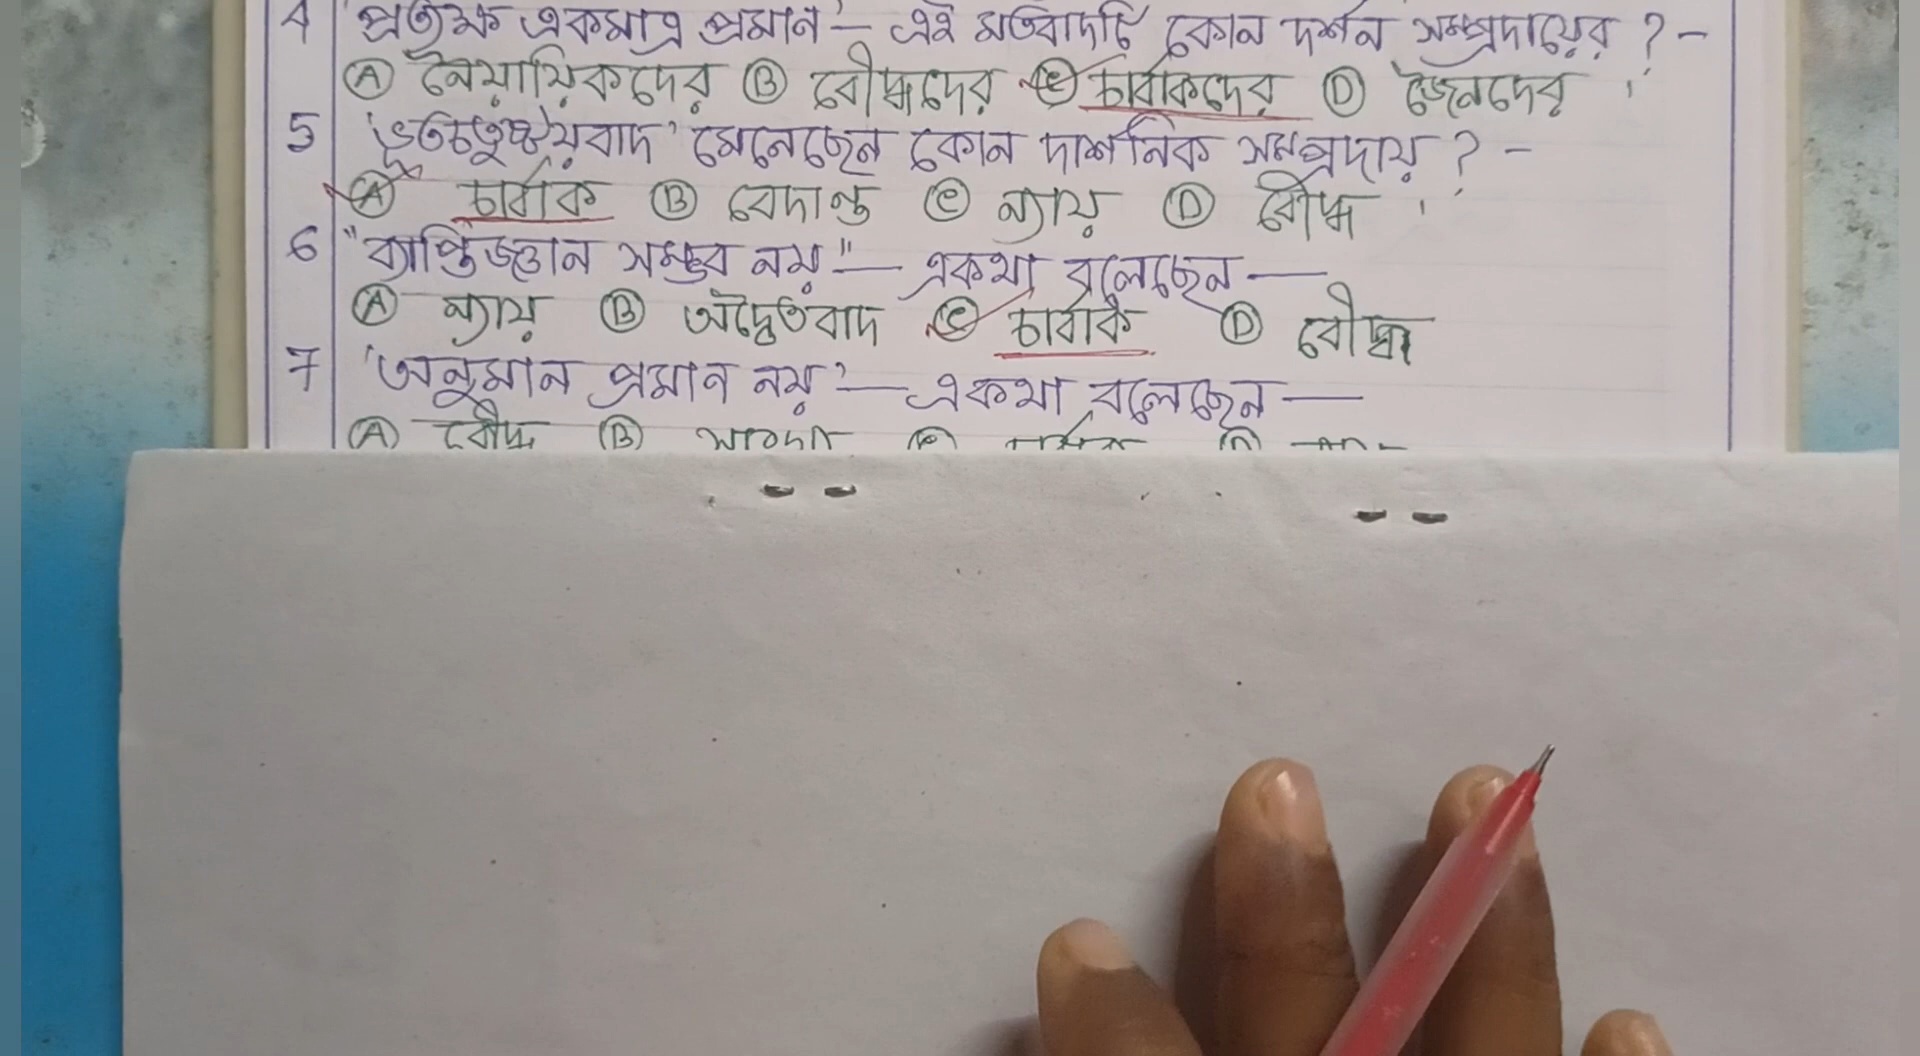 4 'প্রত্যক্ষ একমাত্র প্রমান'— এই মতবাদটি কোন দর্শন সম্প্রদায়ের ? –
Ⓐ নৈয়ায়িকদের Ⓑ বৌদ্ধদের Ⓒ চার্বাকদের Ⓓ জৈনদের
5 'ভূতচতুষ্টয়বাদ' মেনেছেন কোন দার্শনিক সম্প্রদায় ? –
Ⓐ চার্বাক Ⓑ বেদান্ত Ⓒ ন্যায় Ⓓ বৌদ্ধ
6 "ব্যাপ্তিজ্ঞান সম্ভব নয়"— একথা বলেছেন —
Ⓐ ন্যায় Ⓑ অদ্বৈতবাদ Ⓒ চার্বাক Ⓓ বৌদ্ধ
7 'অনুমান প্রমান নয়'— একথা বলেছেন —
Ⓐ বৌদ্ধ Ⓑ